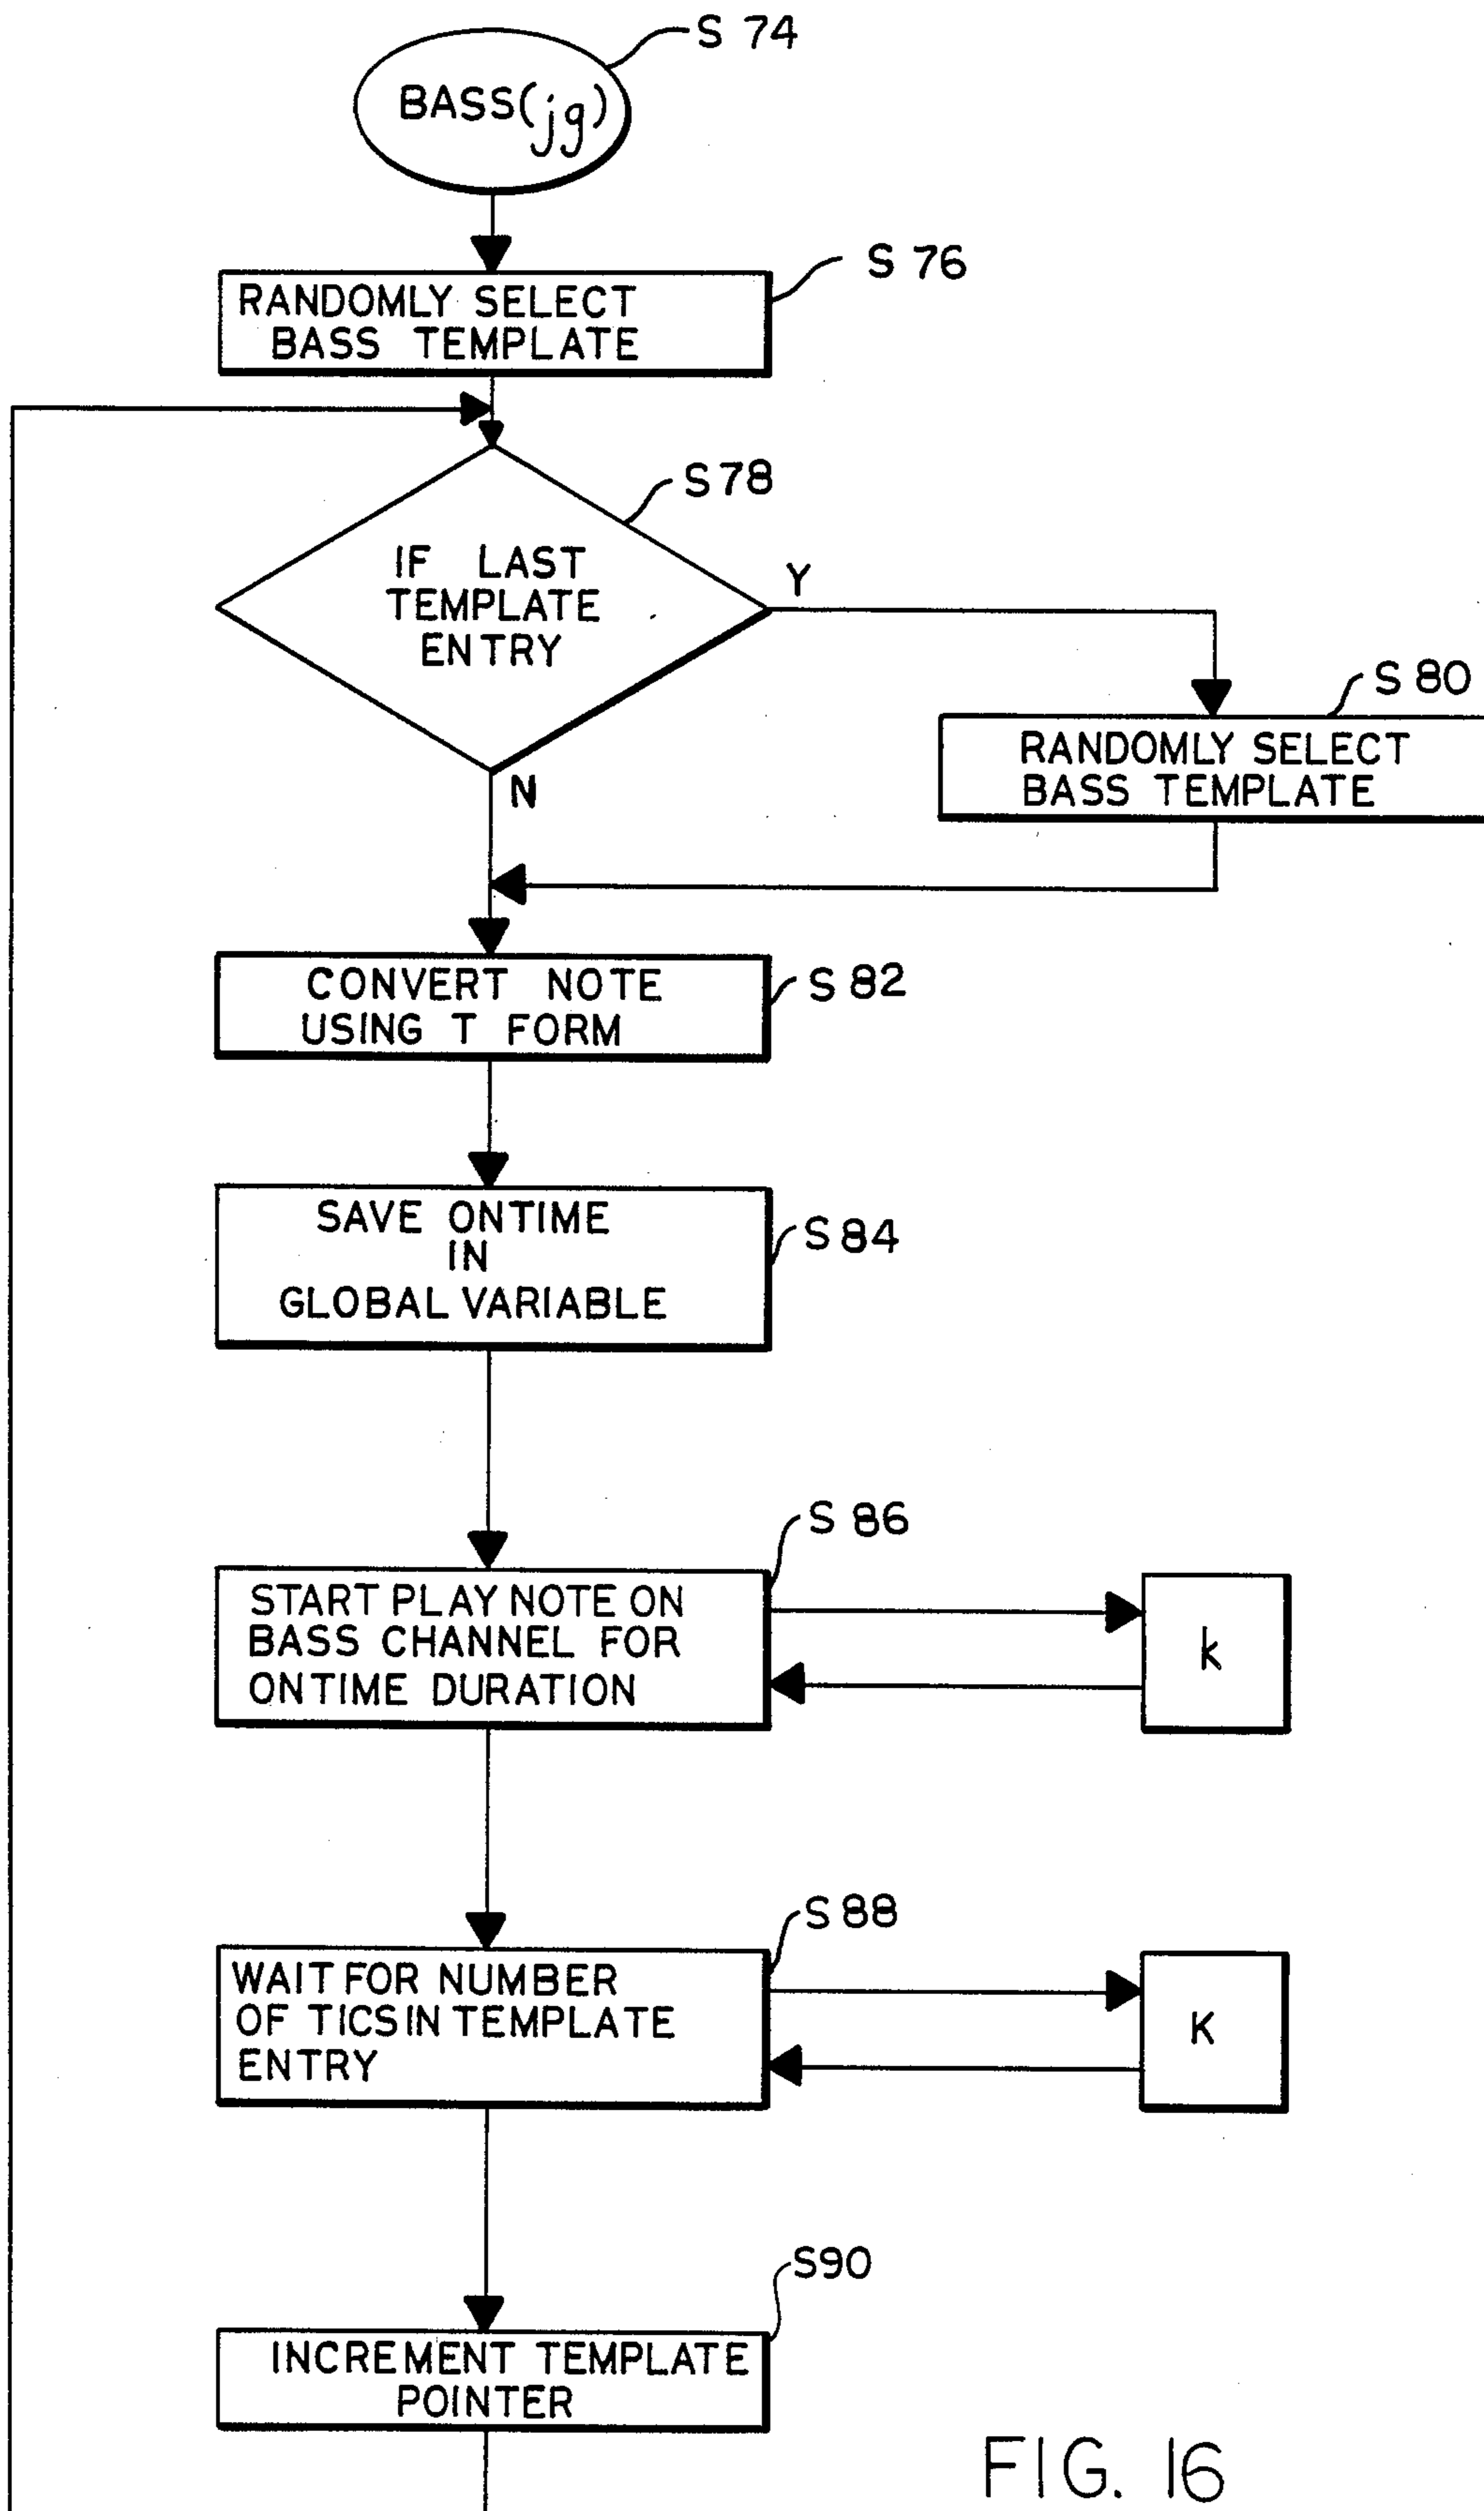 S 74
BASS(jg)
S 76
RANDOMLY SELECT
BASS TEMPLATE
S78
IF LAST
TEMPLATE
ENTRY
Y
N
S 80
RANDOMLY SELECT
BASS TEMPLATE
S 82
CONVERT NOTE
USING T FORM
S 84
SAVE ONTIME
IN
GLOBAL VARIABLE
S 86
START PLAY NOTE ON
BASS CHANNEL FOR
ONTIME DURATION
k
S 88
WAIT FOR NUMBER
OF TICS IN TEMPLATE
ENTRY
K
S90
INCREMENT TEMPLATE
POINTER
FIG. 16